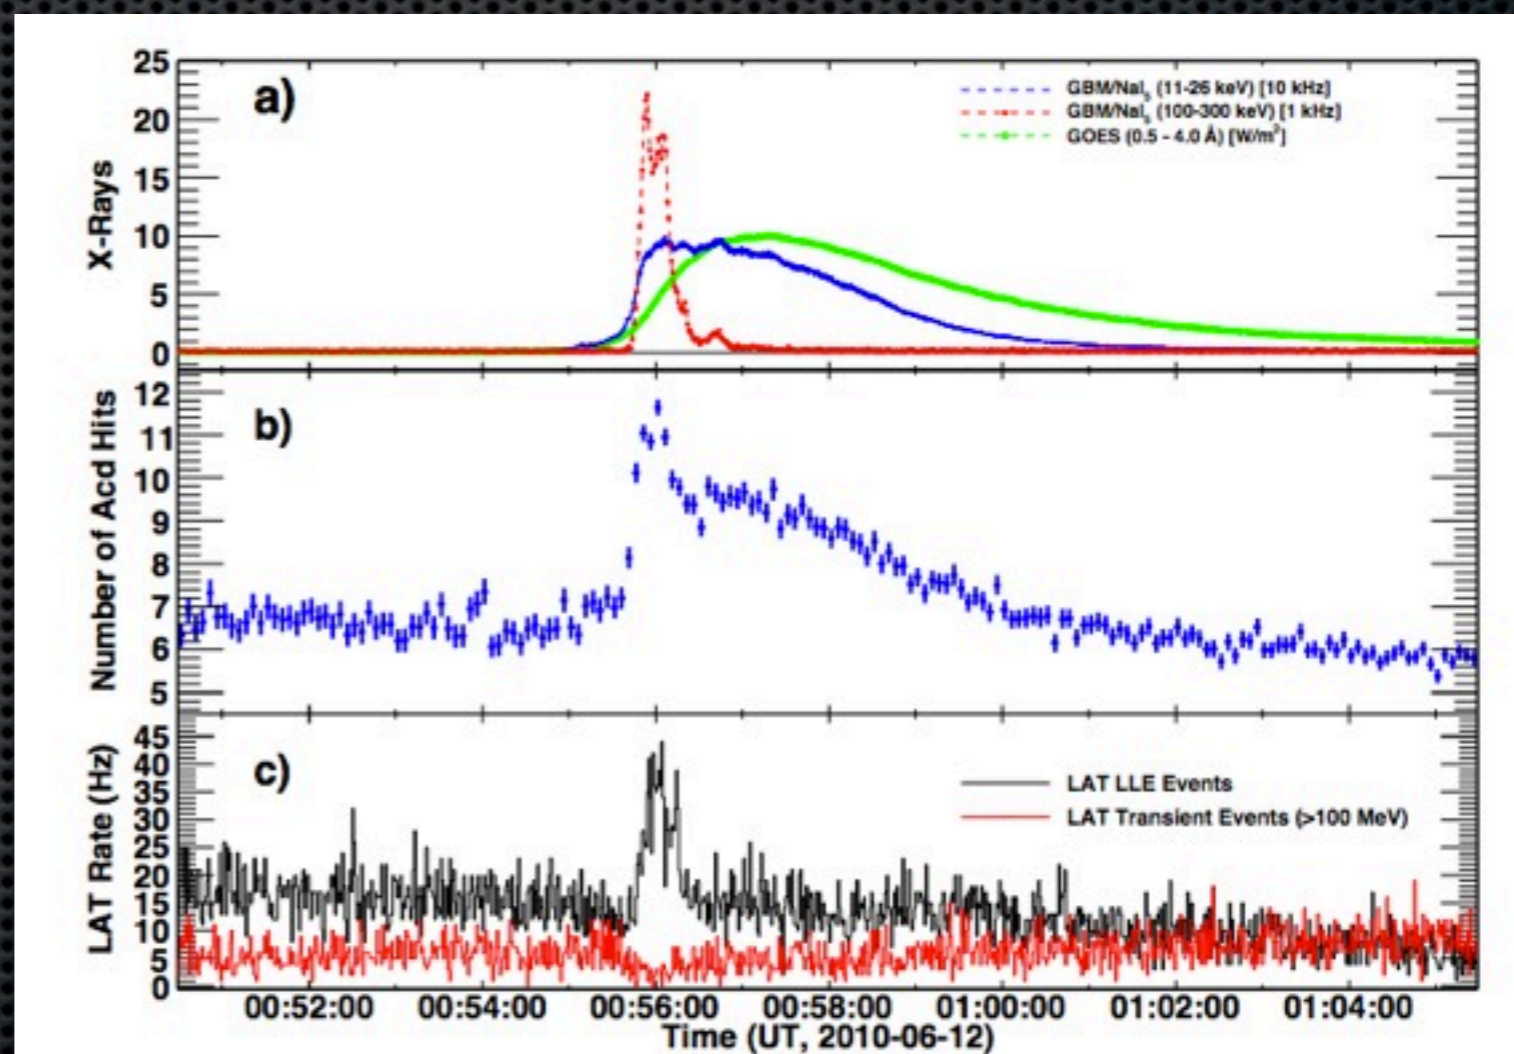 25
a)
GBM/NaI5 (11-26 keV) [10 kHz]
GBM/NaI5 (100-300 keV) [1 kHz]
GOES (0.5 - 4.0 Å) [W/m²]
20
15
10
5
0
X-Rays
12
b)
11
10
9
8
7
6
5
Number of Acd Hits
45
c)
40
35
30
25
20
15
10
5
0
LAT Rate (Hz)
LAT LLE Events
LAT Transient Events (>100 MeV)
00:52:00 00:54:00 00:56:00 00:58:00 01:00:00 01:02:00 01:04:00
Time (UT, 2010-06-12)